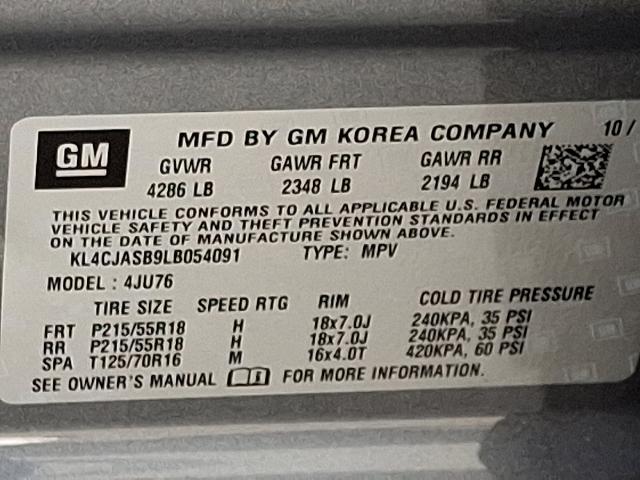 GM
MFD BY GM KOREA COMPANY 10/
GVWR GAWR FRT GAWR RR
4286 LB 2348 LB 2194 LB
THIS VEHICLE CONFORMS TO ALL APPLICABLE U.S. FEDERAL MOTOR
VEHICLE SAFETY AND THEFT PREVENTION STANDARDS IN EFFECT
ON THE DATE OF MANUFACTURE SHOWN ABOVE.
KL4CJASB9LB054091 TYPE: MPV
MODEL : 4JU76
TIRE SIZE SPEED RTG RIM COLD TIRE PRESSURE
FRT P215/55R18 H 18x7.0J 240KPA, 35 PSI
RR P215/55R18 H 18x7.0J 240KPA, 35 PSI
SPA T125/70R16 M 16x4.0T 420KPA, 60 PSI
SEE OWNER'S MANUAL FOR MORE INFORMATION.